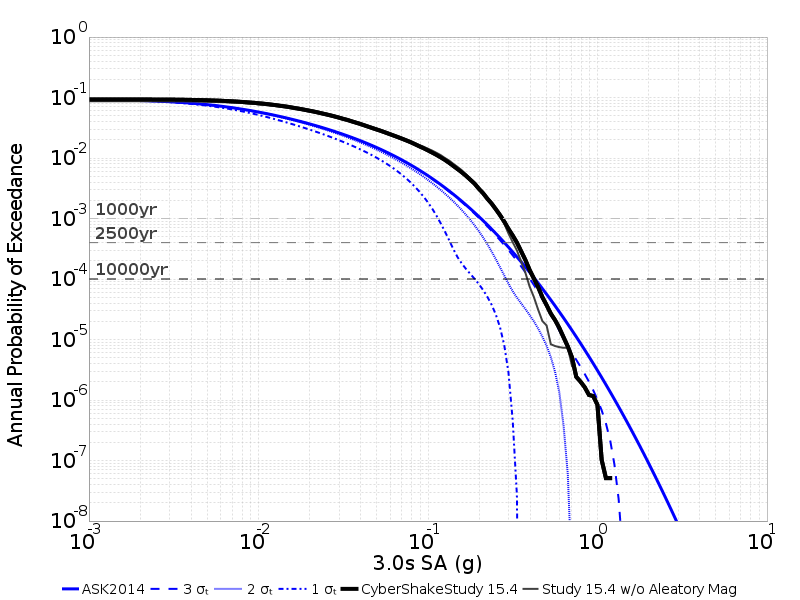 10^0
10^-1
10^-2
10^-3
10^-4
10^-5
10^-6
10^-7
10^-8
Annual Probability of Exceedance
1000yr
2500yr
10000yr
10^-3 10^-2 10^-1 10^0 10^1
3.0s SA (g)
ASK2014 3 σₜ 2 σₜ 1 σₜ CyberShakeStudy 15.4 Study 15.4 w/o Aleatory Mag